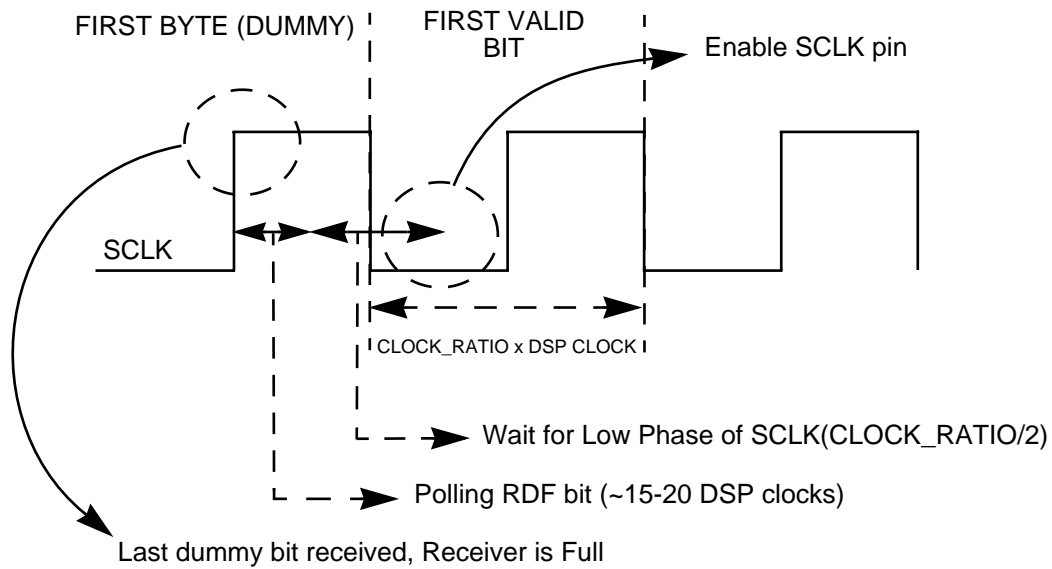 FIRST BYTE (DUMMY)
FIRST VALID
BIT
Enable SCLK pin
SCLK
CLOCK_RATIO x DSP CLOCK
Wait for Low Phase of SCLK(CLOCK_RATIO/2)
Polling RDF bit (~15-20 DSP clocks)
Last dummy bit received, Receiver is Full